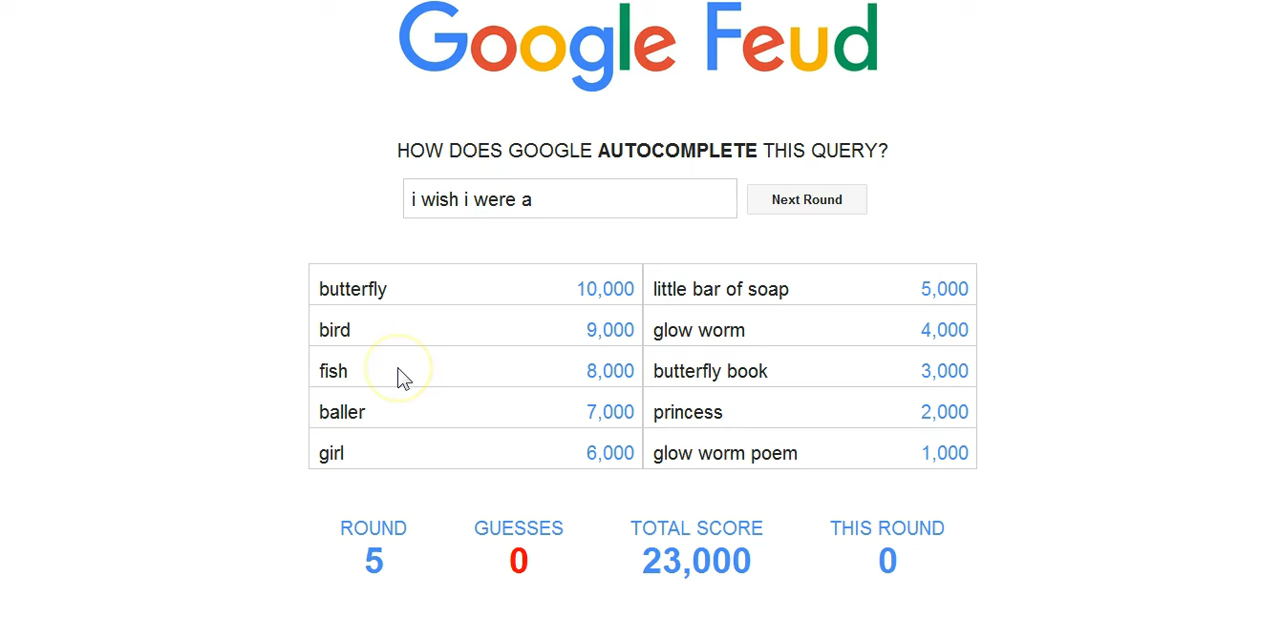 Google Feud
HOW DOES GOOGLE AUTOCOMPLETE THIS QUERY?
i wish i were a
Next Round
butterfly 10,000 little bar of soap 5,000
bird 9,000 glow worm 4,000
fish 8,000 butterfly book 3,000
baller 7,000 princess 2,000
girl 6,000 glow worm poem 1,000
ROUND GUESSES TOTAL SCORE THIS ROUND
5 0 23,000 0